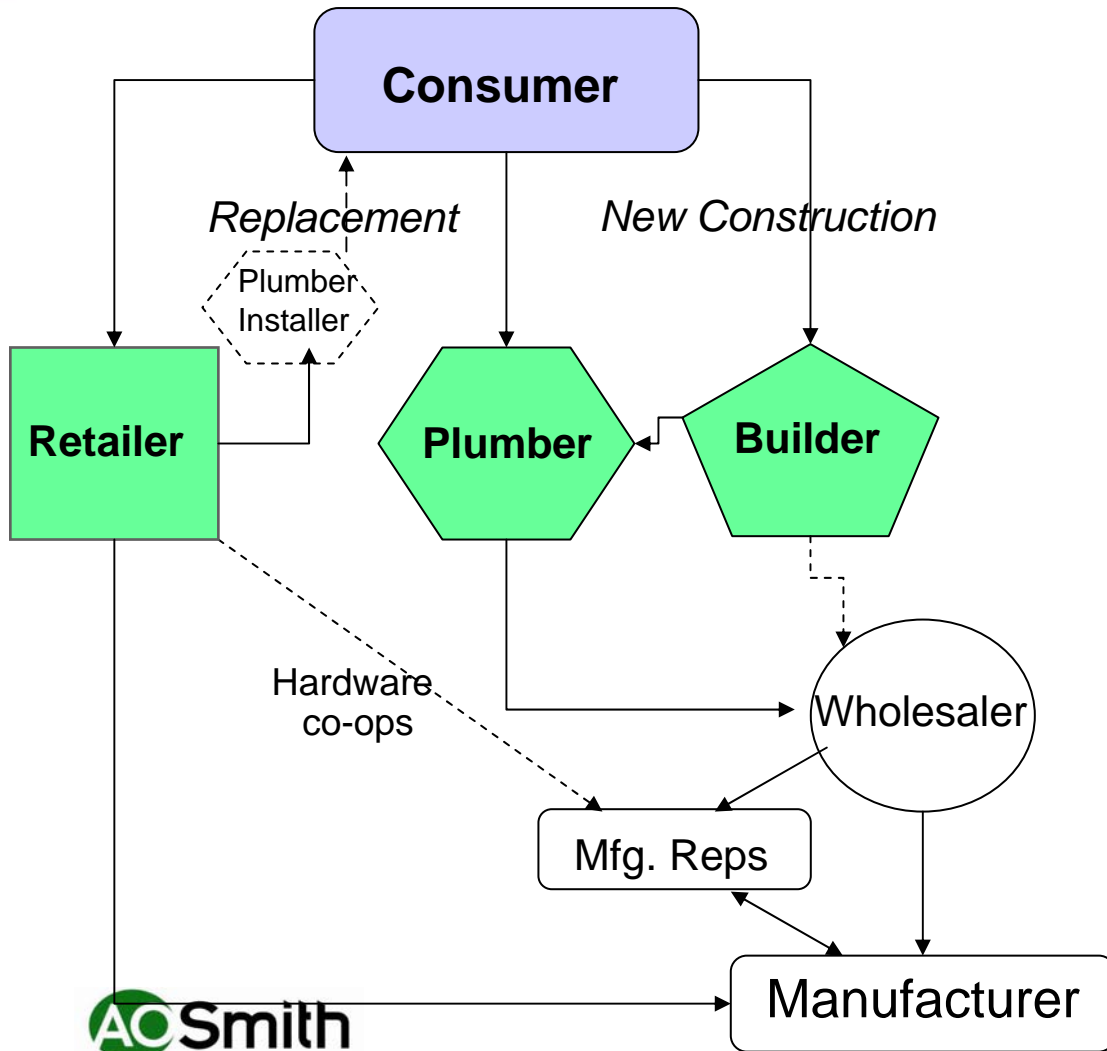 Consumer
Replacement
New Construction
Plumber
Installer
Retailer
Plumber
Builder
Hardware
co-ops
Wholesaler
Mfg. Reps
Manufacturer
AOSmith